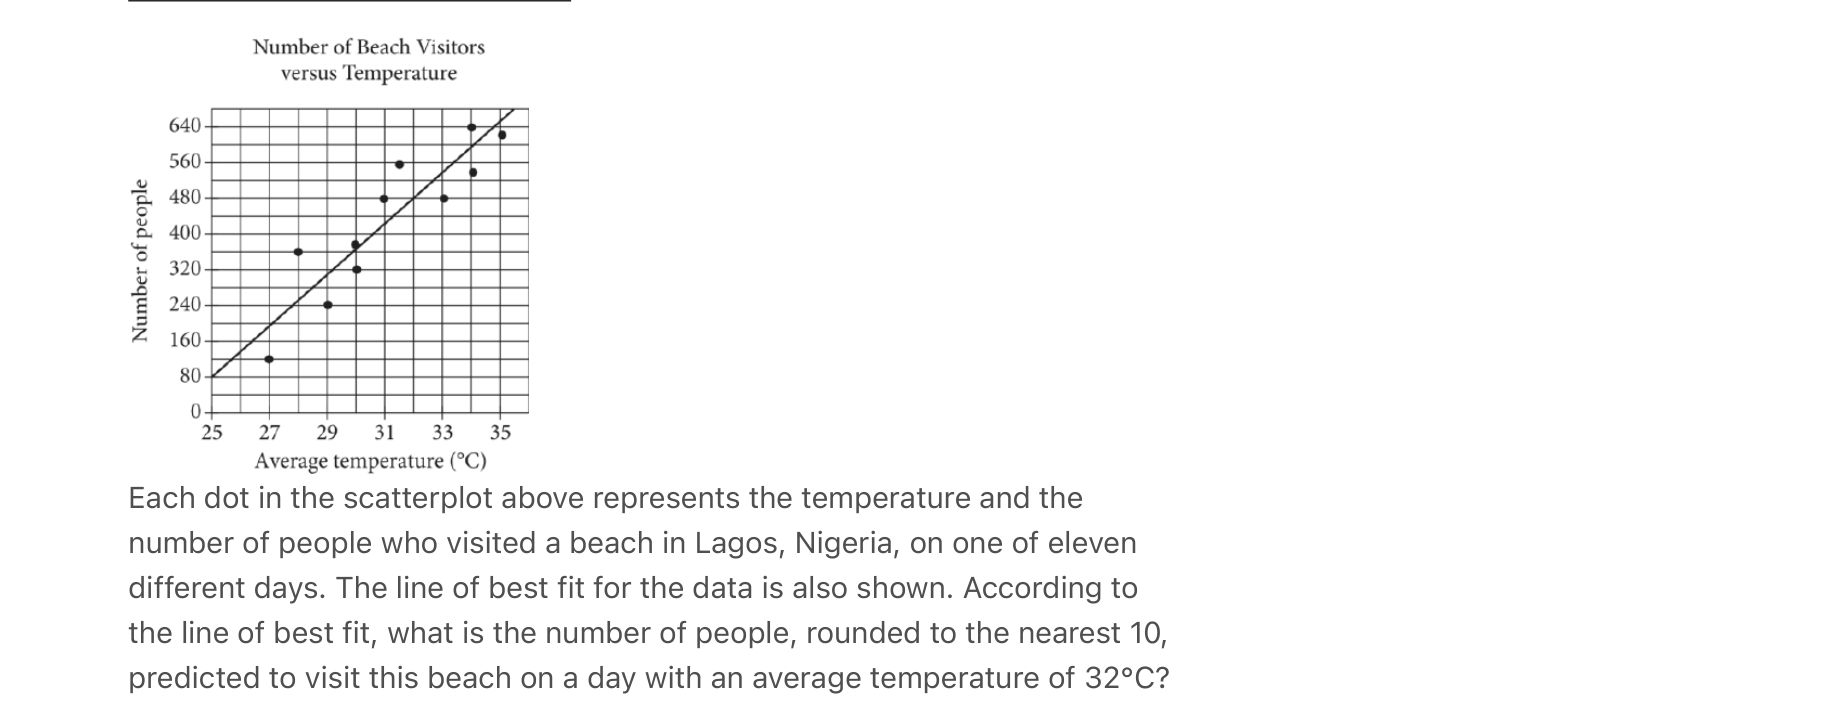 Number of Beach Visitors
versus Temperature
Number of people
640
560
480
400
320
240
160
80
0
25 27 29 31 33 35
Average temperature (°C)
Each dot in the scatterplot above represents the temperature and the
number of people who visited a beach in Lagos, Nigeria, on one of eleven
different days. The line of best fit for the data is also shown. According to
the line of best fit, what is the number of people, rounded to the nearest 10,
predicted to visit this beach on a day with an average temperature of 32°C?